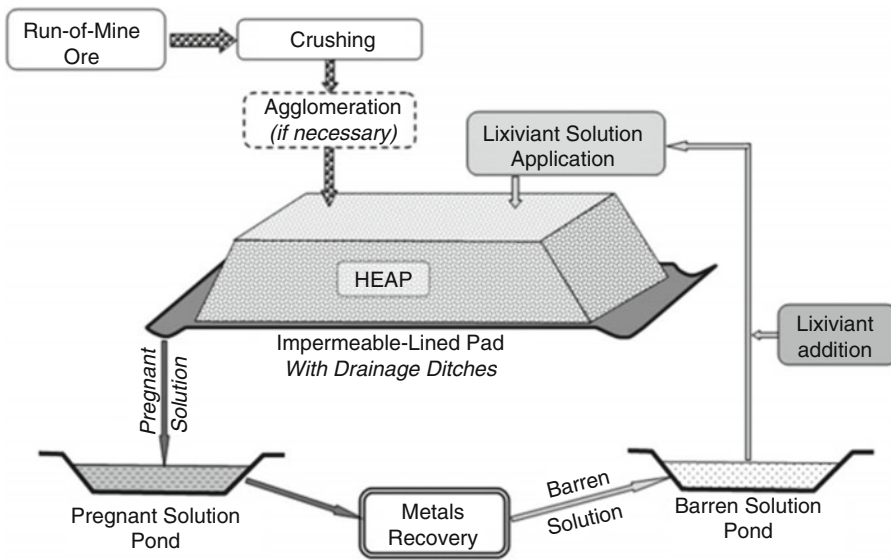 Run-of-Mine
Ore
Crushing
Agglomeration
(if necessary)
Lixiviant Solution
Application
HEAP
Impermeable-Lined Pad
With Drainage Ditches
Lixiviant
addition
Pregnant
Solution
Pregnant Solution
Pond
Metals
Recovery
Barren
Solution
Barren Solution
Pond